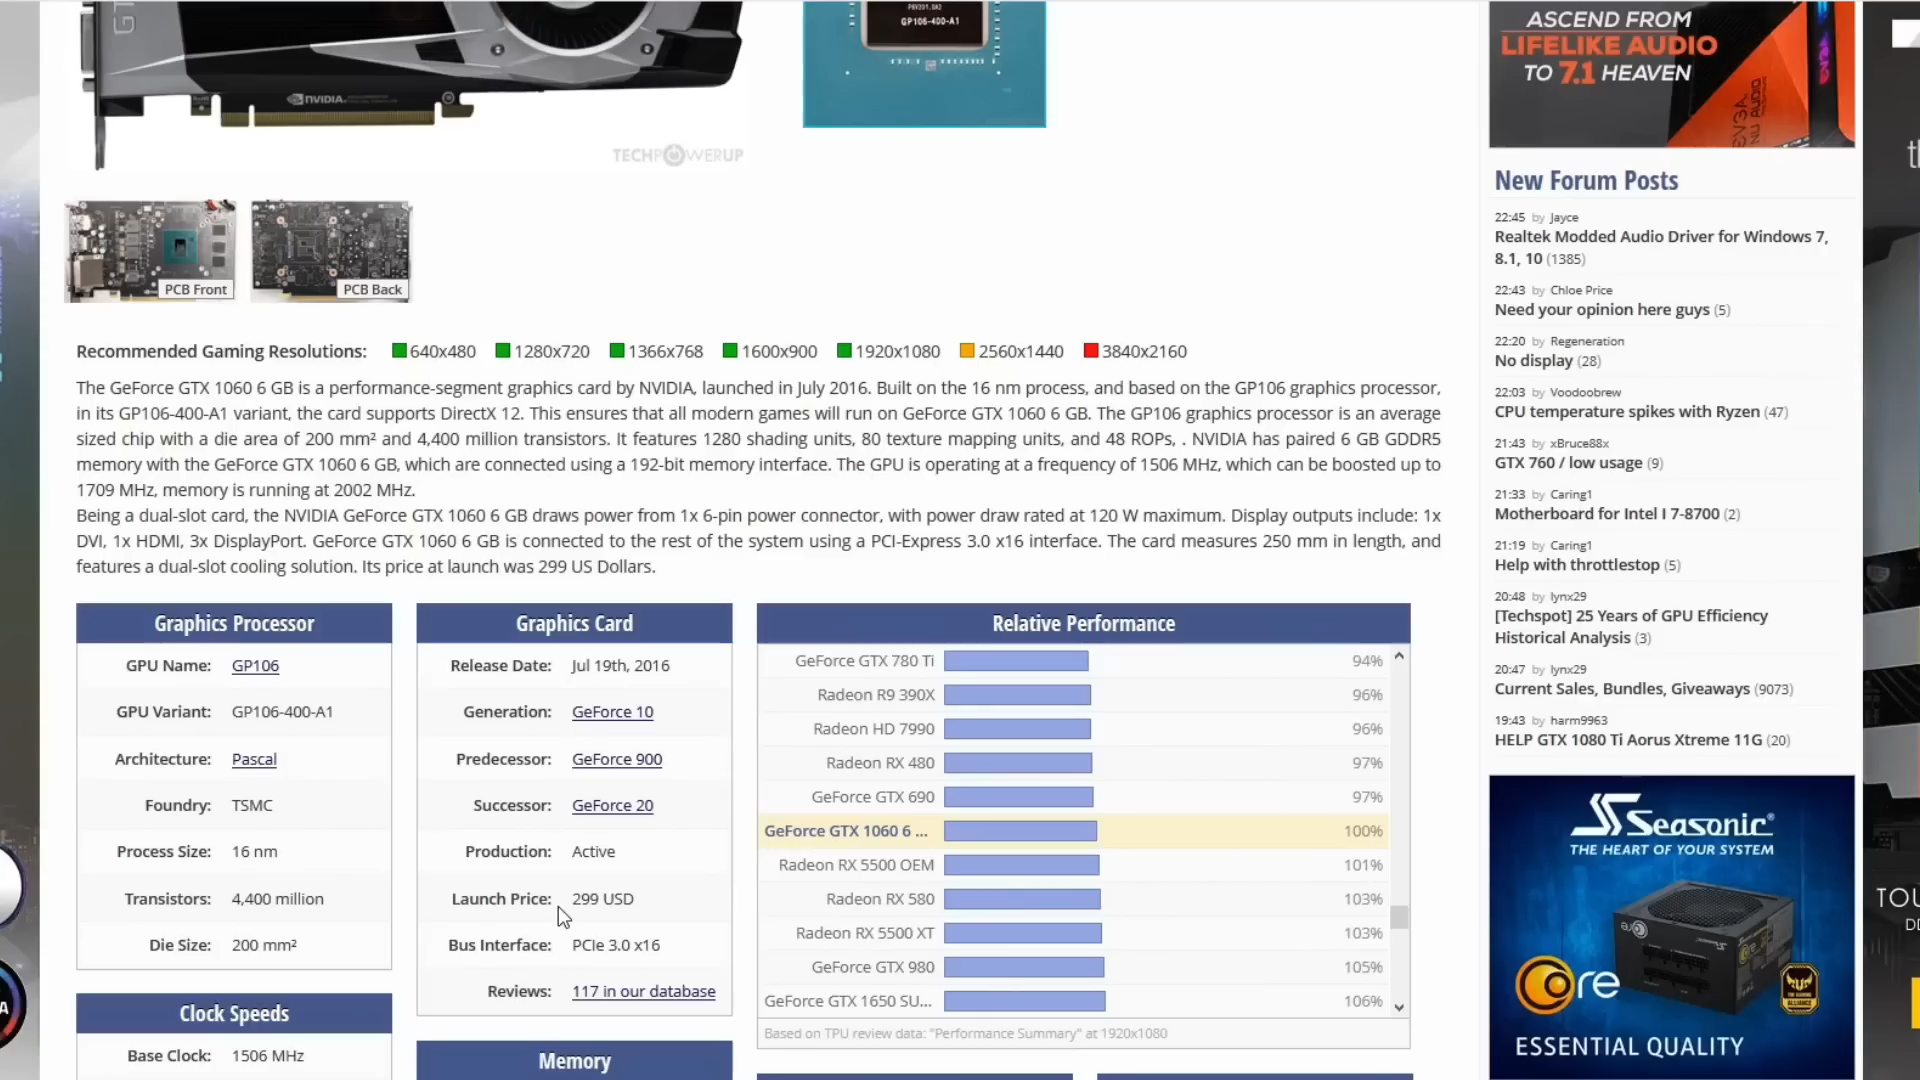 GP106-400-A1
NVIDIA.
TECHPOWERUP
PCB Front
PCB Back
Recommended Gaming Resolutions: 640x480 1280x720 1366x768 1600x900 1920x1080 2560x1440 3840x2160
The GeForce GTX 1060 6 GB is a performance-segment graphics card by NVIDIA, launched in July 2016. Built on the 16 nm process, and based on the GP106 graphics processor,
in its GP106-400-A1 variant, the card supports DirectX 12. This ensures that all modern games will run on GeForce GTX 1060 6 GB. The GP106 graphics processor is an average
sized chip with a die area of 200 mm² and 4,400 million transistors. It features 1280 shading units, 80 texture mapping units, and 48 ROPs, . NVIDIA has paired 6 GB GDDR5
memory with the GeForce GTX 1060 6 GB, which are connected using a 192-bit memory interface. The GPU is operating at a frequency of 1506 MHz, which can be boosted up to
1709 MHz, memory is running at 2002 MHz.
Being a dual-slot card, the NVIDIA GeForce GTX 1060 6 GB draws power from 1x 6-pin power connector, with power draw rated at 120 W maximum. Display outputs include: 1x
DVI, 1x HDMI, 3x DisplayPort. GeForce GTX 1060 6 GB is connected to the rest of the system using a PCI-Express 3.0 x16 interface. The card measures 250 mm in length, and
features a dual-slot cooling solution. Its price at launch was 299 US Dollars.
Graphics Processor
GPU Name: GP106
GPU Variant: GP106-400-A1
Architecture: Pascal
Foundry: TSMC
Process Size: 16 nm
Transistors: 4,400 million
Die Size: 200 mm²
Clock Speeds
Base Clock: 1506 MHz
Graphics Card
Release Date: Jul 19th, 2016
Generation: GeForce 10
Predecessor: GeForce 900
Successor: GeForce 20
Production: Active
Launch Price: 299 USD
Bus Interface: PCIe 3.0 x16
Reviews: 117 in our database
Memory
Relative Performance
GeForce GTX 780 Ti 94%
Radeon R9 390X 96%
Radeon HD 7990 96%
Radeon RX 480 97%
GeForce GTX 690 97%
GeForce GTX 1060 6 ... 100%
Radeon RX 5500 OEM 101%
Radeon RX 580 103%
Radeon RX 5500 XT 103%
GeForce GTX 980 105%
GeForce GTX 1650 SU... 106%
Based on TPU review data: "Performance Summary" at 1920x1080
ASCEND FROM
LIFELIKE AUDIO
TO 7.1 HEAVEN
New Forum Posts
22:45 by Jayce
Realtek Modded Audio Driver for Windows 7,
8.1, 10 (1385)
22:43 by Chloe Price
Need your opinion here guys (5)
22:20 by Regeneration
No display (28)
22:03 by Voodoobrew
CPU temperature spikes with Ryzen (47)
21:43 by xBruce88x
GTX 760 / low usage (9)
21:33 by Caring1
Motherboard for Intel I 7-8700 (2)
21:19 by Caring1
Help with throttlestop (5)
20:48 by lynx29
[Techspot] 25 Years of GPU Efficiency
Historical Analysis (3)
20:47 by lynx29
Current Sales, Bundles, Giveaways (9073)
19:43 by harm9963
HELP GTX 1080 Ti Aorus Xtreme 11G (20)
Seasonic
THE HEART OF YOUR SYSTEM
core
ESSENTIAL QUALITY